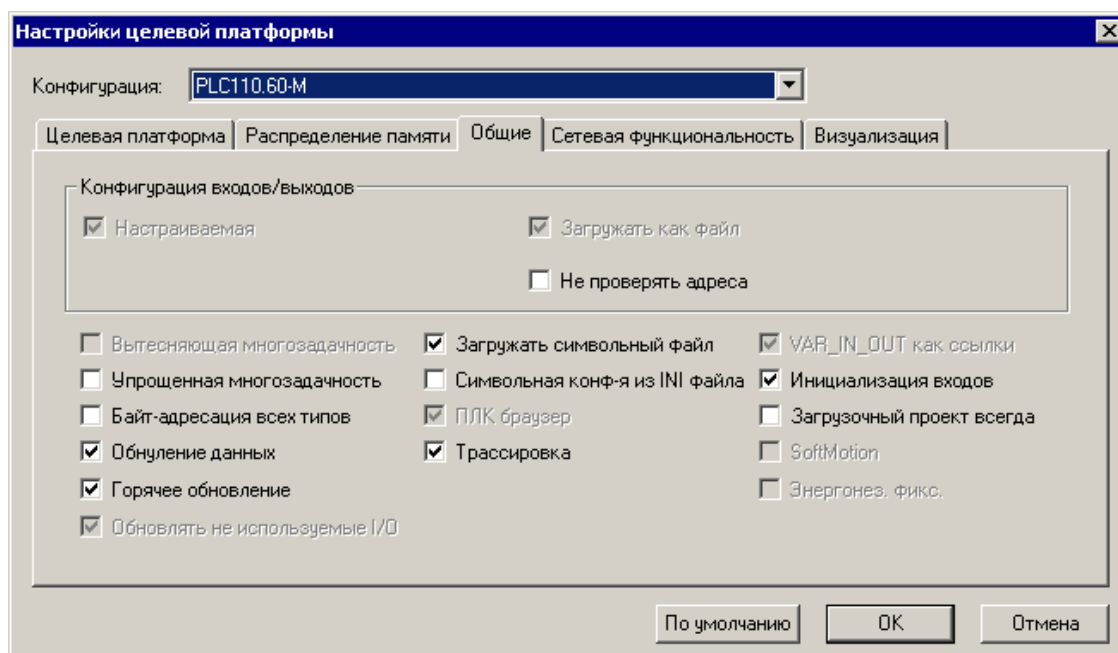 Настройки целевой платформы
Конфигурация: PLC110.60-M
Целевая платформа Распределение памяти Общие Сетевая функциональность Визуализация
Конфигурация входов/выходов
Настраиваемая Загружать как файл
Не проверять адреса
Вытесняющая многозадачность Загружать символьный файл VAR_IN_OUT как ссылки
Упрощенная многозадачность Символьная конф-я из INI файла Инициализация входов
Байт-адресация всех типов ПЛК браузер Загрузочный проект всегда
Обнуление данных Трассировка SoftMotion
Горячее обновление Энергонез. фикс.
Обновлять не используемые I/O
По умолчанию OK Отмена